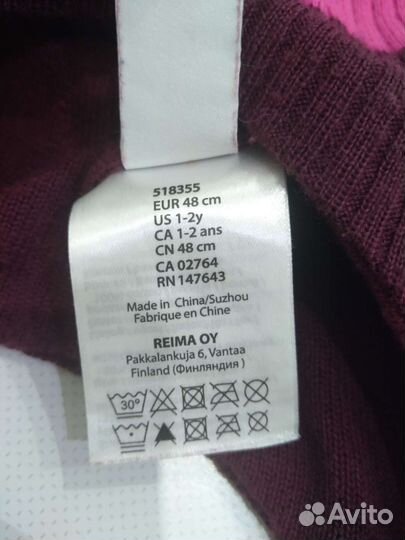 518355
EUR 48 cm
US 1-2y
CA 1-2 ans
CN 48 cm
CA 02764
RN 147643
Made in China/Suzhou
Fabrique en Chine
REIMA OY
Pakkalankuja 6, Vantaa
Finland (Финляндия )
30°
Avito